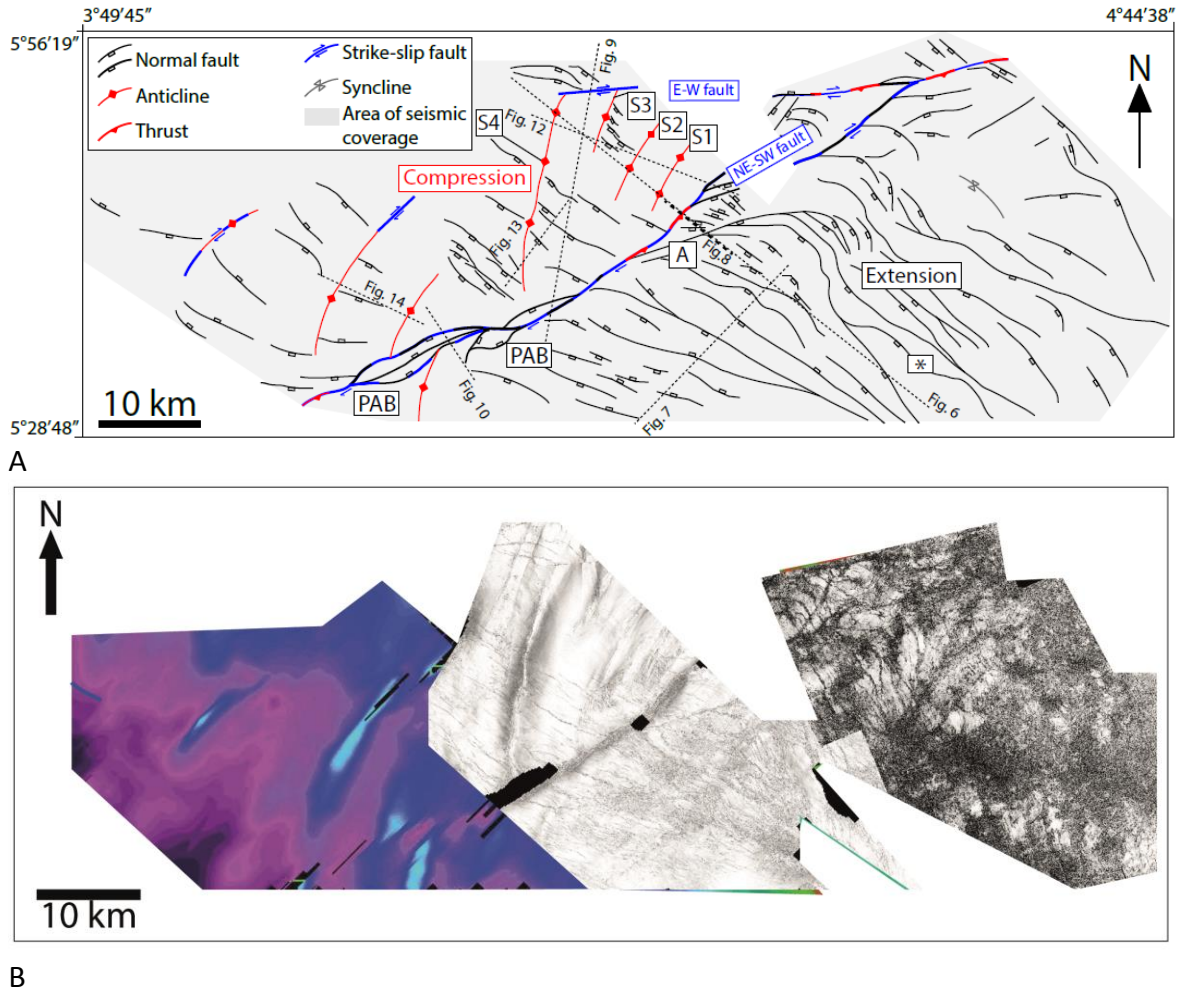 3°49′45″
4°44′38″
5°56′19″
Normal fault
Anticline
Thrust
Strike-slip fault
Syncline
Area of seismic
coverage
Fig. 9
E-W fault
N
S4
Fig. 12
S3
S2
S1
NE-SW fault
Compression
Fig. 13
A
Fig.8
Extension
Fig. 14
PAB
*
PAB
Fig. 10
Fig. 7
Fig. 6
10 km
5°28′48″
A
N
10 km
B